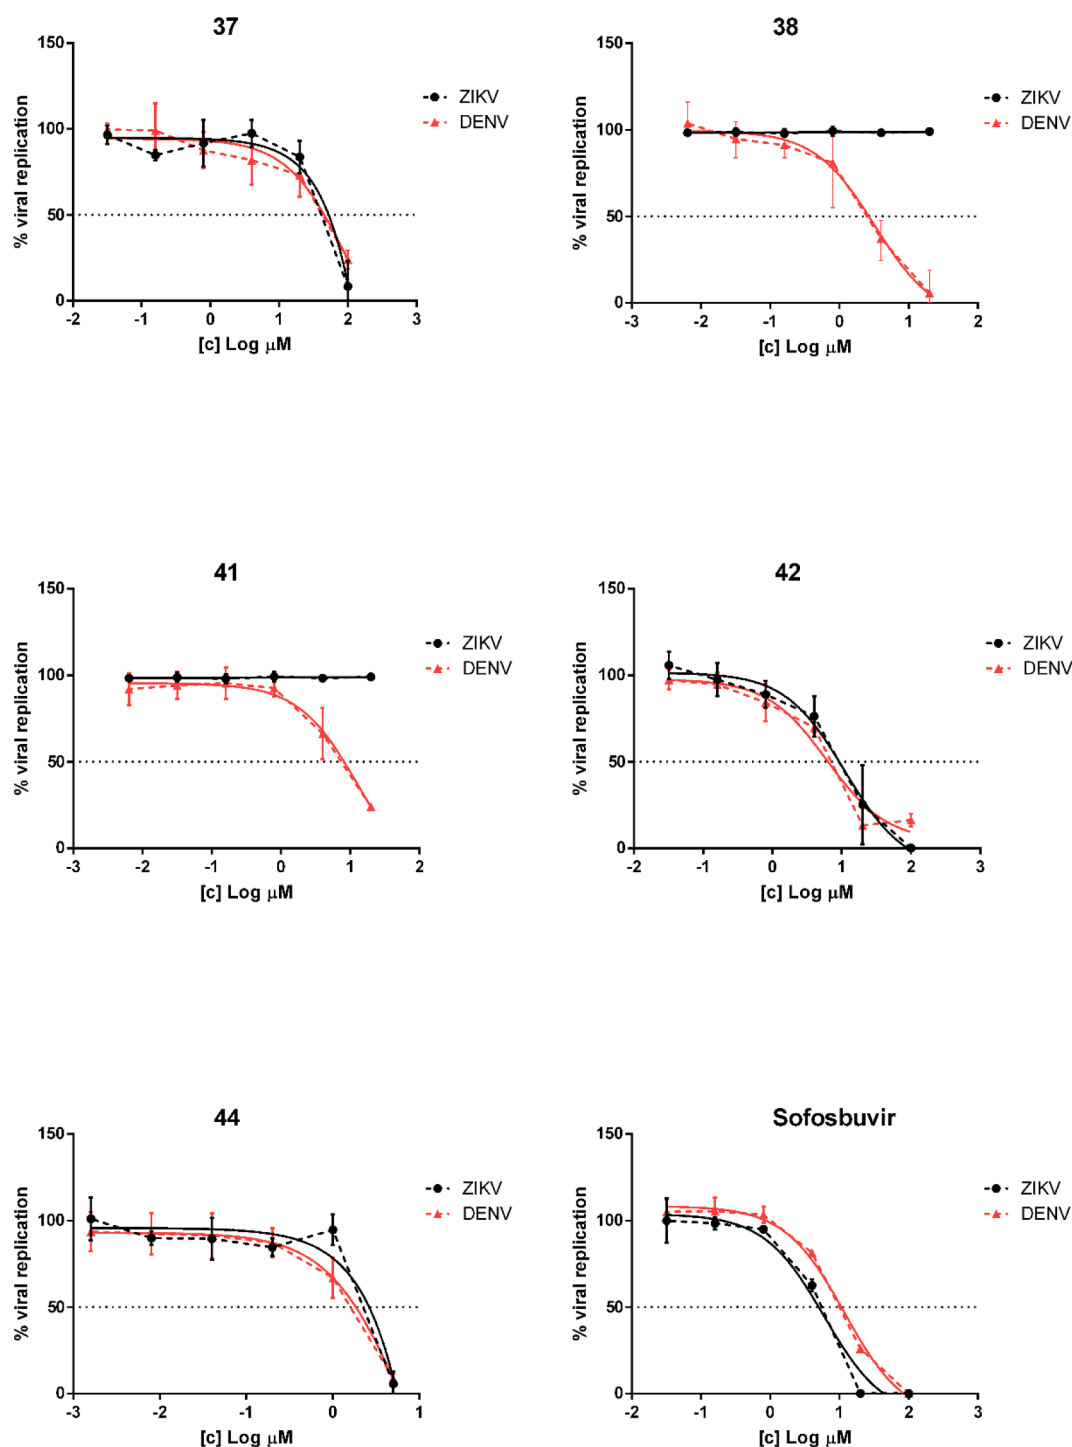 37
150
100
50
0
% viral replication
-2
-1
0
1
2
3
[c] Log μM
ZIKV
DENV
38
150
100
50
0
% viral replication
-3
-2
-1
0
1
2
[c] Log μM
ZIKV
DENV
41
150
100
50
0
% viral replication
-3
-2
-1
0
1
2
[c] Log μM
ZIKV
DENV
42
150
100
50
0
% viral replication
-2
-1
0
1
2
3
[c] Log μM
ZIKV
DENV
44
150
100
50
0
% viral replication
-3
-2
-1
0
1
[c] Log μM
ZIKV
DENV
Sofosbuvir
150
100
50
0
% viral replication
-2
-1
0
1
2
3
[c] Log μM
ZIKV
DENV